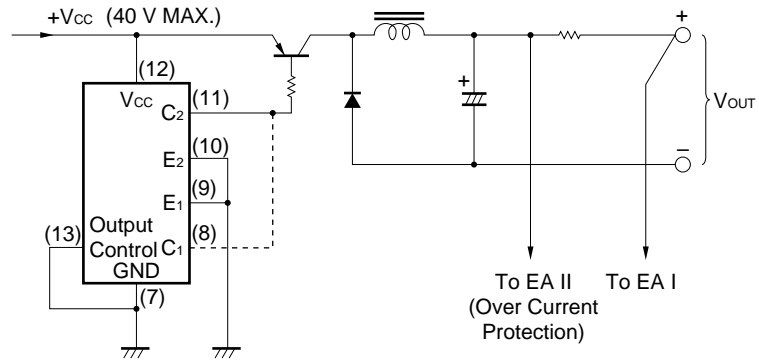 +VCC (40 V MAX.)
(12)
VCC
(11)
C2
(10)
E2
(9)
E1
(8)
C1
Output
Control
(13)
GND
(7)
+
+
−
VOUT
To EA II
(Over Current
Protection)
To EA I